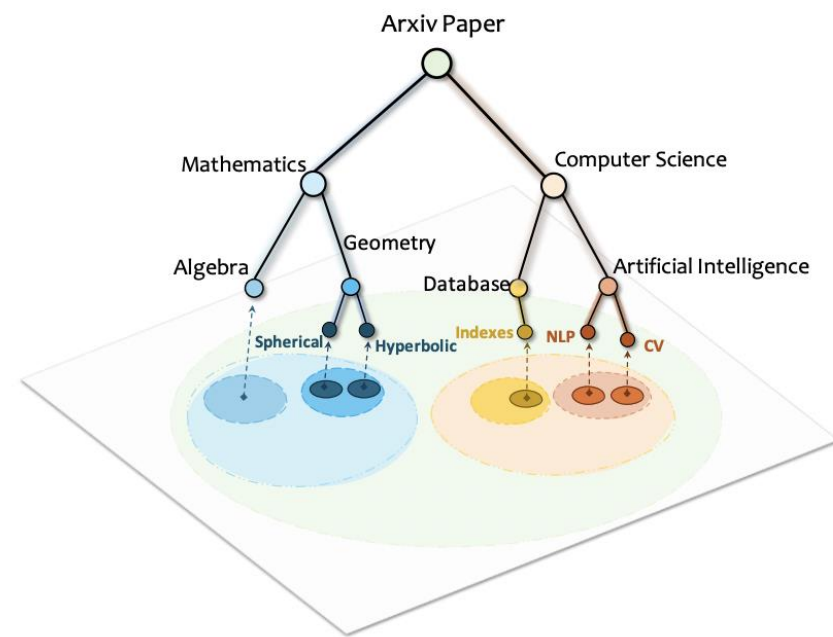 Arxiv Paper
Mathematics
Computer Science
Geometry
Algebra
Artificial Intelligence
Database
Spherical
Hyperbolic
Indexes
NLP
CV